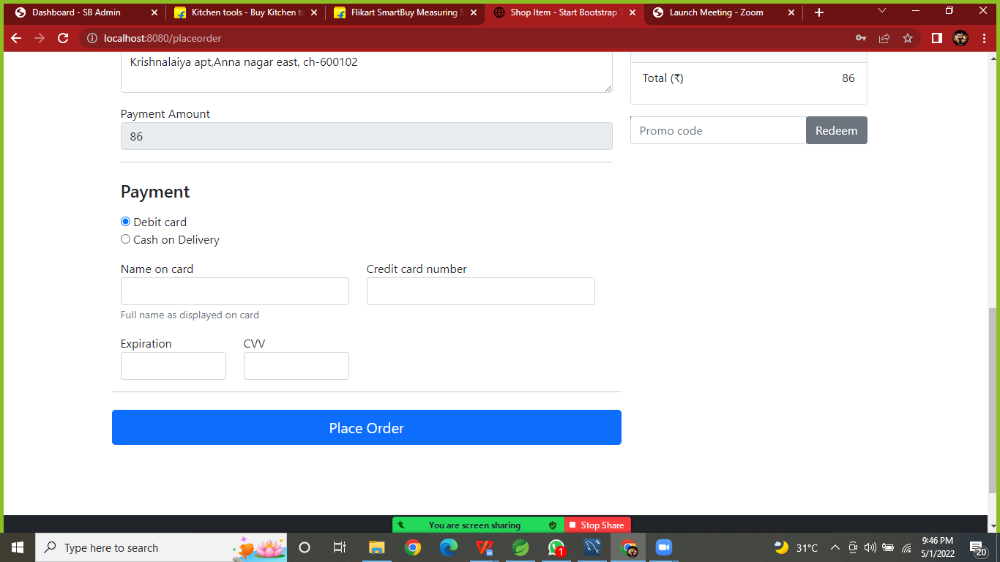 Dashboard - SB Admin
Kitchen tools - Buy Kitchen to
Flikart SmartBuy Measuring S
Shop Item - Start Bootstrap T
Launch Meeting - Zoom
localhost:8080/placeorder
Krishnalaiya apt,Anna nagar east, ch-600102
Total (₹) 86
Payment Amount
86
Promo code
Redeem
Payment
Debit card
Cash on Delivery
Name on card
Credit card number
Full name as displayed on card
Expiration
CVV
Place Order
You are screen sharing
Stop Share
Type here to search
1
31°C
9:46 PM
5/1/2022
20